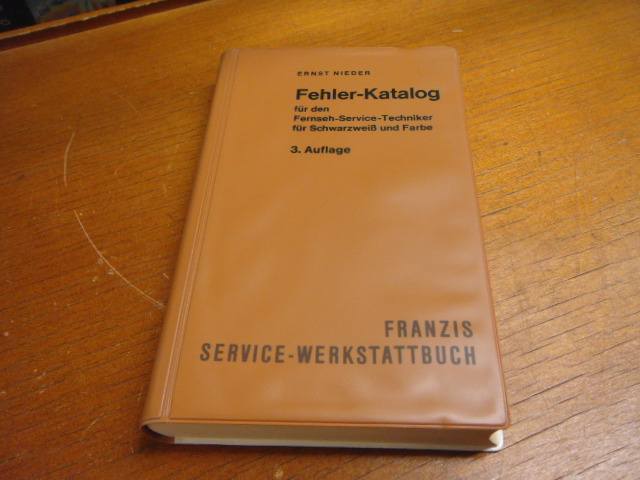 ERNST NIEDER
Fehler-Katalog
für den
Fernseh-Service-Techniker
für Schwarzweiß und Farbe
3. Auflage
FRANZIS
SERVICE-WERKSTATTBUCH